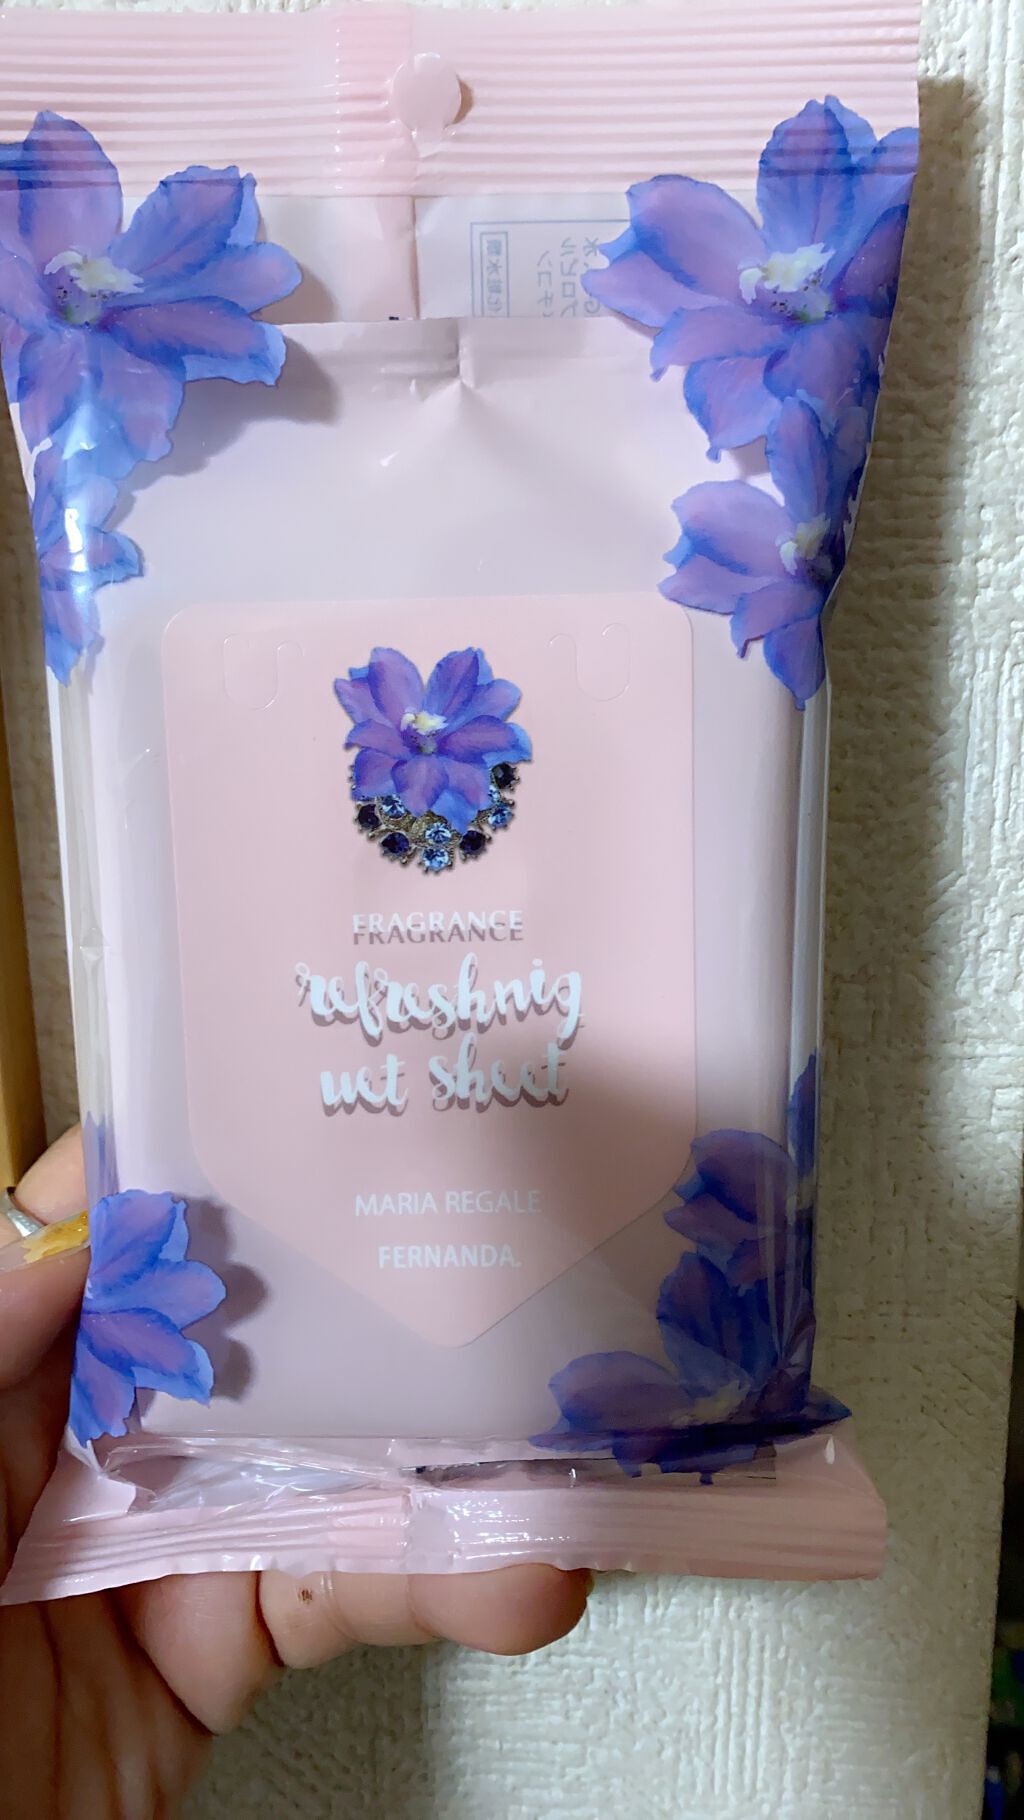 FRAGRANCE
refreshnig
wet sheet
MARIA REGALE
FERNANDA.